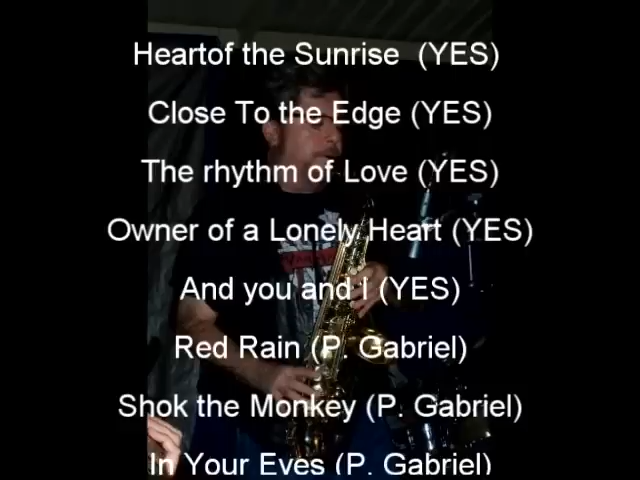 Heartof the Sunrise (YES)
Close To the Edge (YES)
The rhythm of Love (YES)
Owner of a Lonely Heart (YES)
And you and I (YES)
Red Rain (P. Gabriel)
Shok the Monkey (P. Gabriel)
In Your Eyes (P. Gabriel)